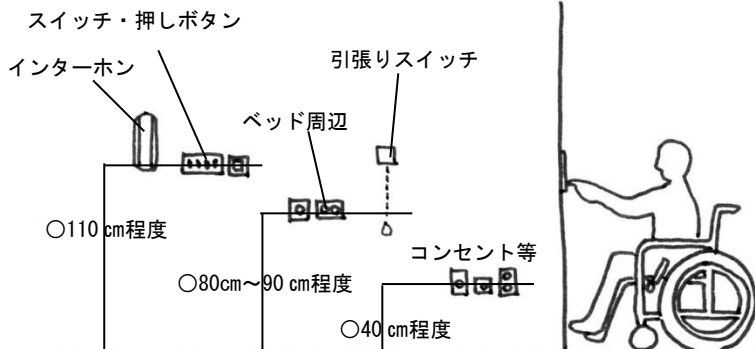 スイッチ・押しボタン
インターホン
引張りスイッチ
ベッド周辺
○110 ㎝程度
コンセント等
○80cm～90 ㎝程度
○40 ㎝程度